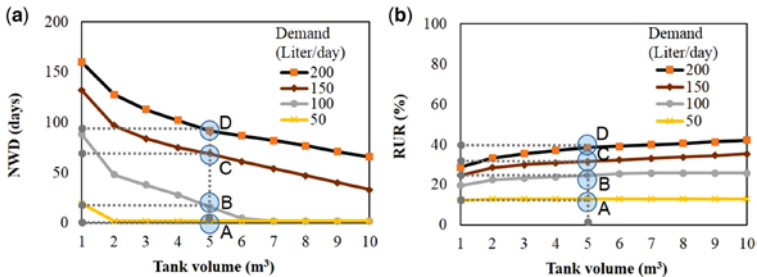 (a)
200
150
100
50
0
NWD (days)
Demand
(Liter/day)
200
150
100
50
D
C
B
A
1 2 3 4 5 6 7 8 9 10
Tank volume (m³)
(b)
100
80
60
40
20
0
RUR (%)
Demand
(Liter/day)
200
150
100
50
D
C
B
A
1 2 3 4 5 6 7 8 9 10
Tank volume (m³)